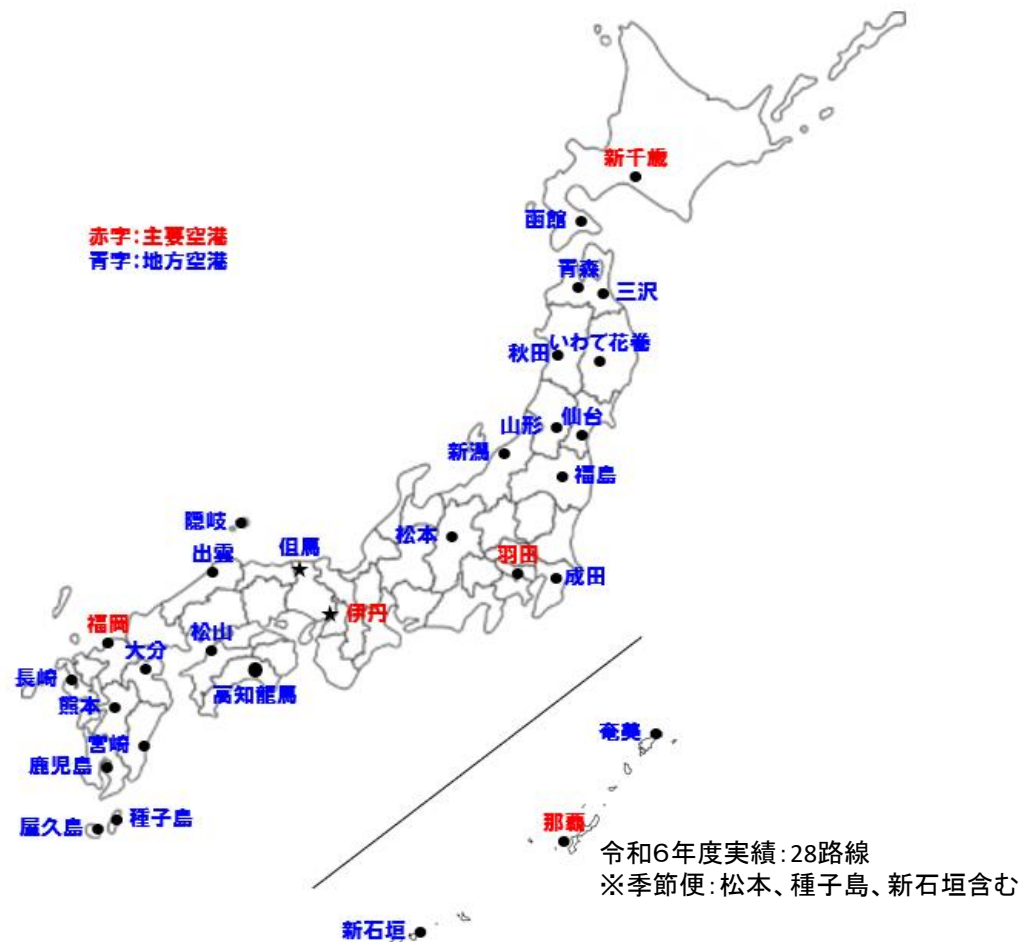 新千歳
函館
赤字:主要空港
青字:地方空港
青森
三沢
いわて花巻
秋田
仙台
山形
新潟
福島
隠岐
松本
但馬
出雲
羽田
成田
伊丹
福岡
松山
大分
長崎
高知龍馬
熊本
宮崎
鹿児島
種子島
屋久島
奄美
那覇
令和6年度実績:28路線
※季節便:松本、種子島、新石垣含む
新石垣